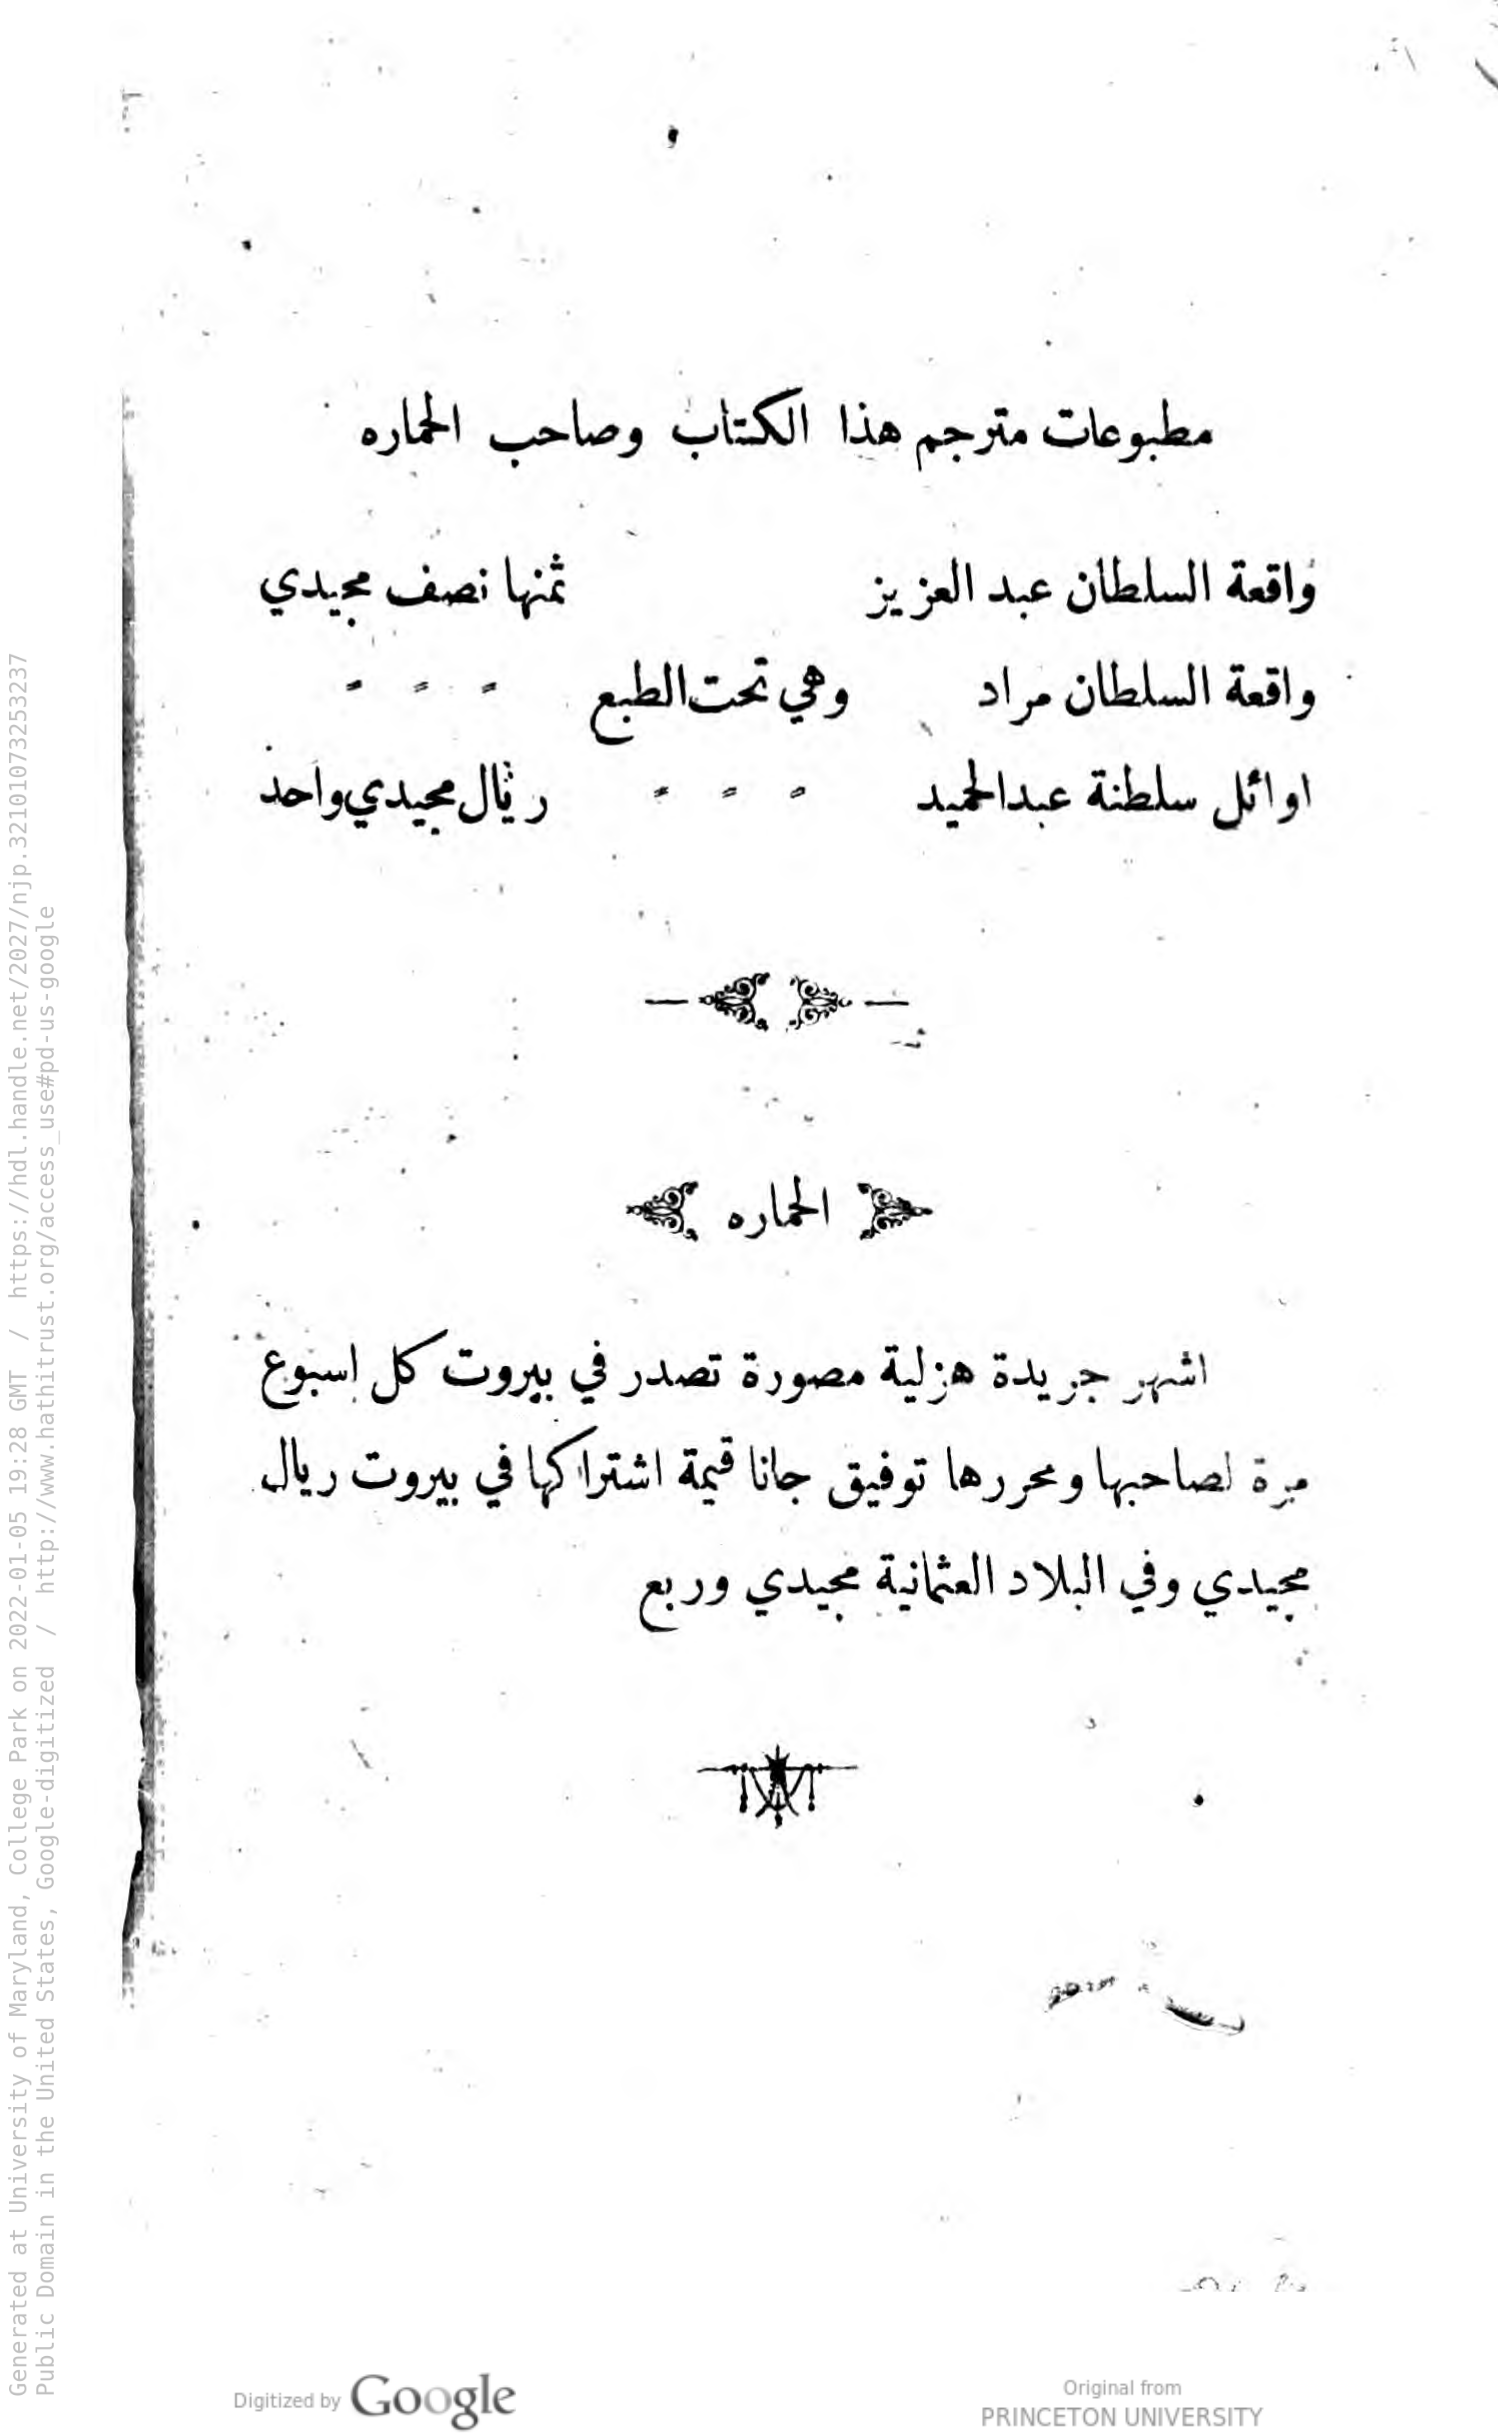 مطبوعات مترجم هذا الكتاب وصاحب الحماره
واقعة السلطان عبد العزيز ثمنها نصف مجيدي
واقعة السلطان مراد وهي تحت الطبع " " "
اوائل سلطنة عبدالحميد " " " ريال مجيدي واحد
الحماره
اشهر جريدة هزلية مصورة تصدر في بيروت كل اسبوع
مرة لصاحبها ومحررها توفيق جانا قيمة اشتراكها في بيروت ريال
مجيدي وفي البلاد العثمانية مجيدي وربع
Generated at University of Maryland, College Park on 2022-01-05 19:28 GMT / https://hdl.handle.net/2027/njp.32101073253237
Public Domain in the United States, Google-digitized / http://www.hathitrust.org/access_use#pd-us-google
Digitized by Google
Original from
PRINCETON UNIVERSITY